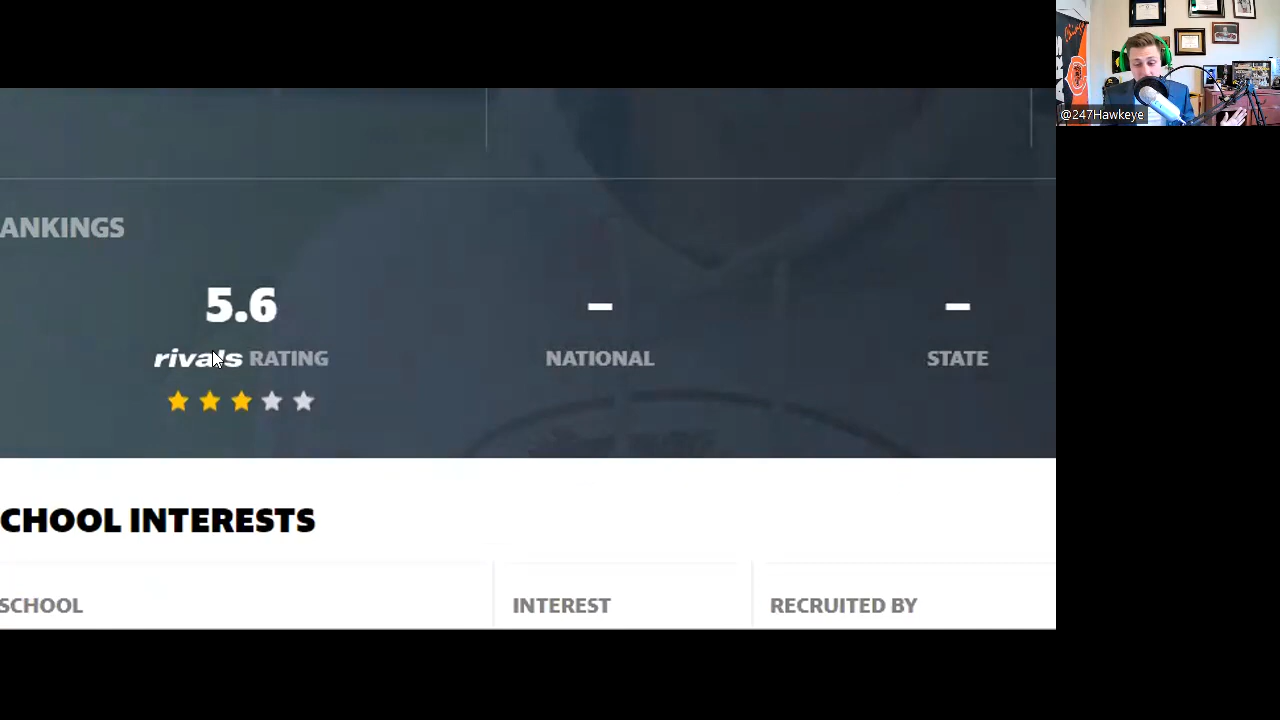 @247Hawkeye
ANKINGS
5.6
–
–
rivals RATING
NATIONAL
STATE
CHOOL INTERESTS
SCHOOL
INTEREST
RECRUITED BY